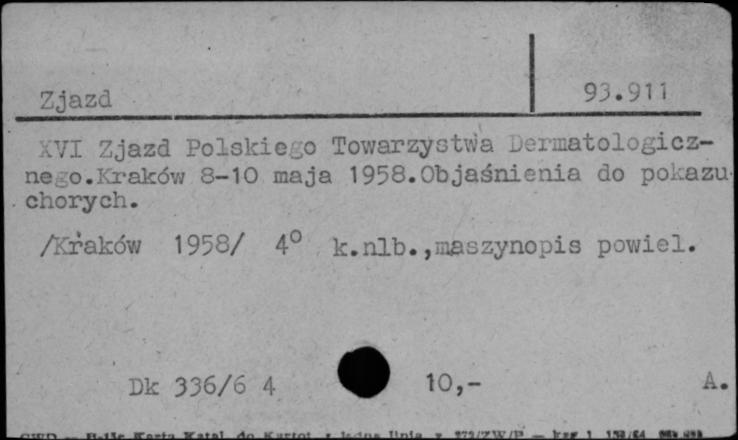 Zjazd 93.911
XVI Zjazd Polskiego Towarzystwa Dermatologicz-
nego.Kraków 8-10 maja 1958.Objaśnienia do pokazu
chorych.
/Kraków 1958/ 4° k.nlb.,maszynopis powiel.
Dk 336/6 4 10,- A.